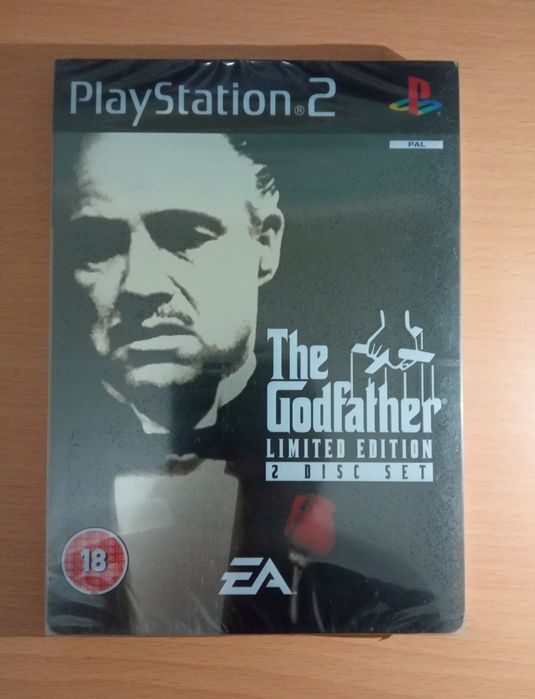 PlayStation®2
PAL
The
Godfather®
LIMITED EDITION
2 DISC SET
18
EA